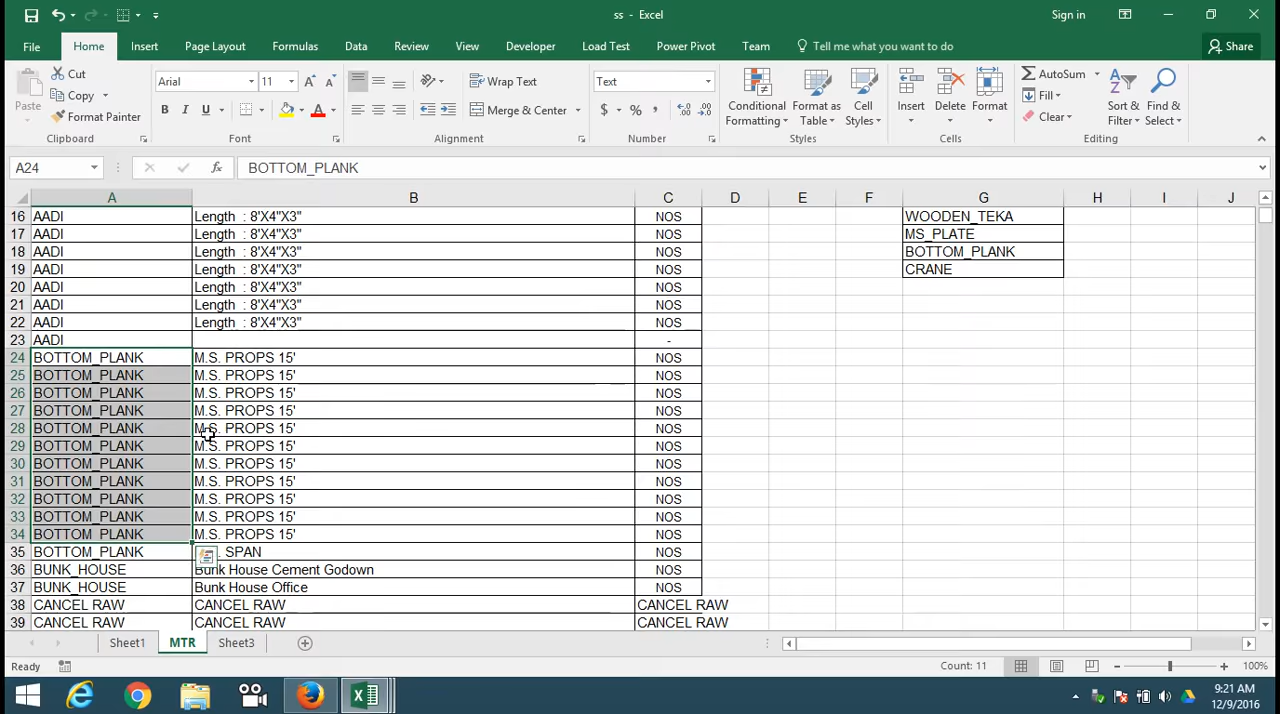 ss - Excel
Sign in
File Home Insert Page Layout Formulas Data Review View Developer Load Test Power Pivot Team Tell me what you want to do Share
Paste
Cut
Copy
Format Painter
Clipboard
Arial 11
B I U
Font
Wrap Text
Merge & Center
Alignment
Text
$ % ,
Number
Conditional Formatting
Format as Table
Cell Styles
Styles
Insert
Delete
Format
Cells
AutoSum
Fill
Clear
Sort & Filter
Find & Select
Editing
A24 fx BOTTOM_PLANK
A B C D E F G H I J
16 AADI Length : 8'X4"X3" NOS WOODEN_TEKA
17 AADI Length : 8'X4"X3" NOS MS_PLATE
18 AADI Length : 8'X4"X3" NOS BOTTOM_PLANK
19 AADI Length : 8'X4"X3" NOS CRANE
20 AADI Length : 8'X4"X3" NOS
21 AADI Length : 8'X4"X3" NOS
22 AADI Length : 8'X4"X3" NOS
23 AADI -
24 BOTTOM_PLANK M.S. PROPS 15' NOS
25 BOTTOM_PLANK M.S. PROPS 15' NOS
26 BOTTOM_PLANK M.S. PROPS 15' NOS
27 BOTTOM_PLANK M.S. PROPS 15' NOS
28 BOTTOM_PLANK M.S. PROPS 15' NOS
29 BOTTOM_PLANK M.S. PROPS 15' NOS
30 BOTTOM_PLANK M.S. PROPS 15' NOS
31 BOTTOM_PLANK M.S. PROPS 15' NOS
32 BOTTOM_PLANK M.S. PROPS 15' NOS
33 BOTTOM_PLANK M.S. PROPS 15' NOS
34 BOTTOM_PLANK M.S. PROPS 15' NOS
35 BOTTOM_PLANK SPAN NOS
36 BUNK_HOUSE Bunk House Cement Godown NOS
37 BUNK_HOUSE Bunk House Office NOS
38 CANCEL RAW CANCEL RAW CANCEL RAW
39 CANCEL RAW CANCEL RAW CANCEL RAW
Sheet1 MTR Sheet3
Ready Count: 11 100%
9:21 AM
12/9/2016